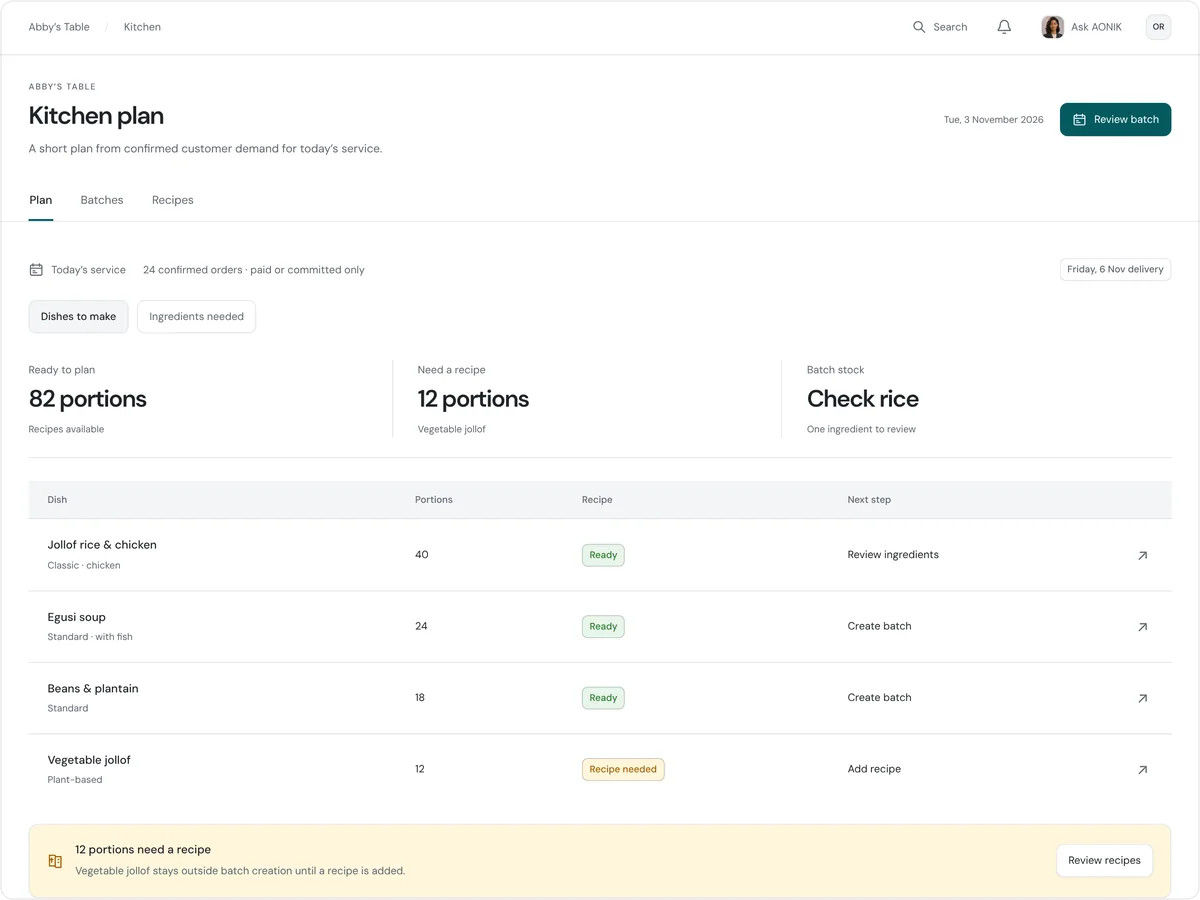 Abby's Table / Kitchen
Search
Ask AONIK
OR
ABBY'S TABLE
Kitchen plan
A short plan from confirmed customer demand for today's service.
Tue, 3 November 2026
Review batch
Plan
Batches
Recipes
Today's service
24 confirmed orders · paid or committed only
Friday, 6 Nov delivery
Dishes to make
Ingredients needed
Ready to plan
82 portions
Recipes available
Need a recipe
12 portions
Vegetable jollof
Batch stock
Check rice
One ingredient to review
Dish Portions Recipe Next step
Jollof rice & chicken
Classic · chicken
40
Ready
Review ingredients
Egusi soup
Standard · with fish
24
Ready
Create batch
Beans & plantain
Standard
18
Ready
Create batch
Vegetable jollof
Plant-based
12
Recipe needed
Add recipe
12 portions need a recipe
Vegetable jollof stays outside batch creation until a recipe is added.
Review recipes